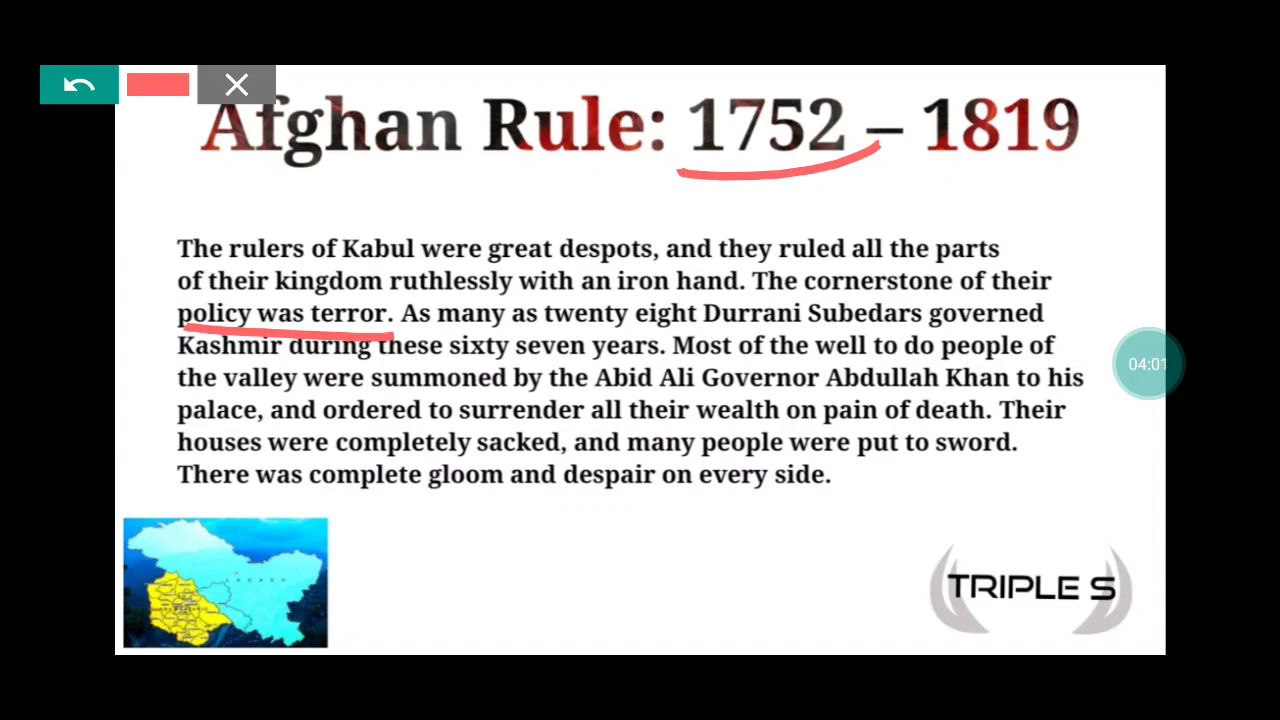 Afghan Rule: 1752 – 1819
The rulers of Kabul were great despots, and they ruled all the parts
of their kingdom ruthlessly with an iron hand. The cornerstone of their
policy was terror. As many as twenty eight Durrani Subedars governed
Kashmir during these sixty seven years. Most of the well to do people of
the valley were summoned by the Abid Ali Governor Abdullah Khan to his
palace, and ordered to surrender all their wealth on pain of death. Their
houses were completely sacked, and many people were put to sword.
There was complete gloom and despair on every side.
04:01
TRIPLE S